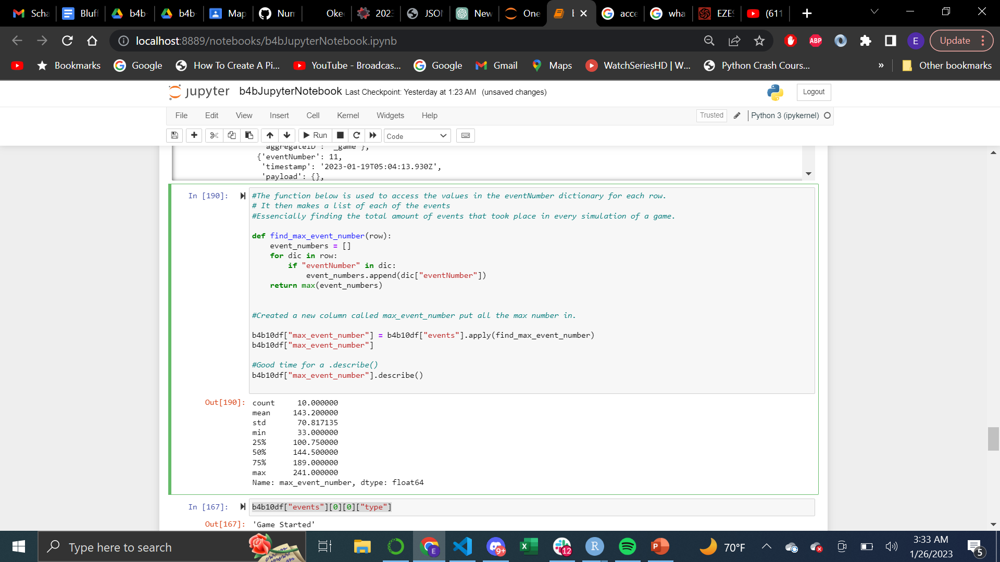 Scha
Bluff
b4b-
b4b-
Map
Num
Okee
2023
JSON
New
One
acce
wha
EZES
(611
localhost:8889/notebooks/b4bJupyterNotebook.ipynb
ABP
E
Update
Bookmarks
Google
How To Create A Pi...
YouTube - Broadcas...
Google
Gmail
Maps
WatchSeriesHD | W...
Python Crash Cours...
»
Other bookmarks
jupyter b4bJupyterNotebook Last Checkpoint: Yesterday at 1:23 AM (unsaved changes)
Logout
File Edit View Insert Cell Kernel Widgets Help
Trusted
Python 3 (ipykernel)
Run
Code
'aggregateID': '_game'},
{'eventNumber': 11,
'timestamp': '2023-01-19T05:04:13.930Z',
'payload': {},
In [190]:
#The function below is used to access the values in the eventNumber dictionary for each row.
# It then makes a list of each of the events
#Essencially finding the total amount of events that took place in every simulation of a game.
def find_max_event_number(row):
event_numbers = []
for dic in row:
if "eventNumber" in dic:
event_numbers.append(dic["eventNumber"])
return max(event_numbers)
#Created a new column called max_event_number put all the max number in.
b4b10df["max_event_number"] = b4b10df["events"].apply(find_max_event_number)
b4b10df["max_event_number"]
#Good time for a .describe()
b4b10df["max_event_number"].describe()
Out[190]:
count 10.000000
mean 143.200000
std 70.817135
min 33.000000
25% 100.750000
50% 144.500000
75% 189.000000
max 241.000000
Name: max_event_number, dtype: float64
In [167]:
b4b10df["events"][0][0]["type"]
Out[167]: 'Game Started'
Type here to search
E
9+
X
12
R
P
70°F
3:33 AM
1/26/2023
5